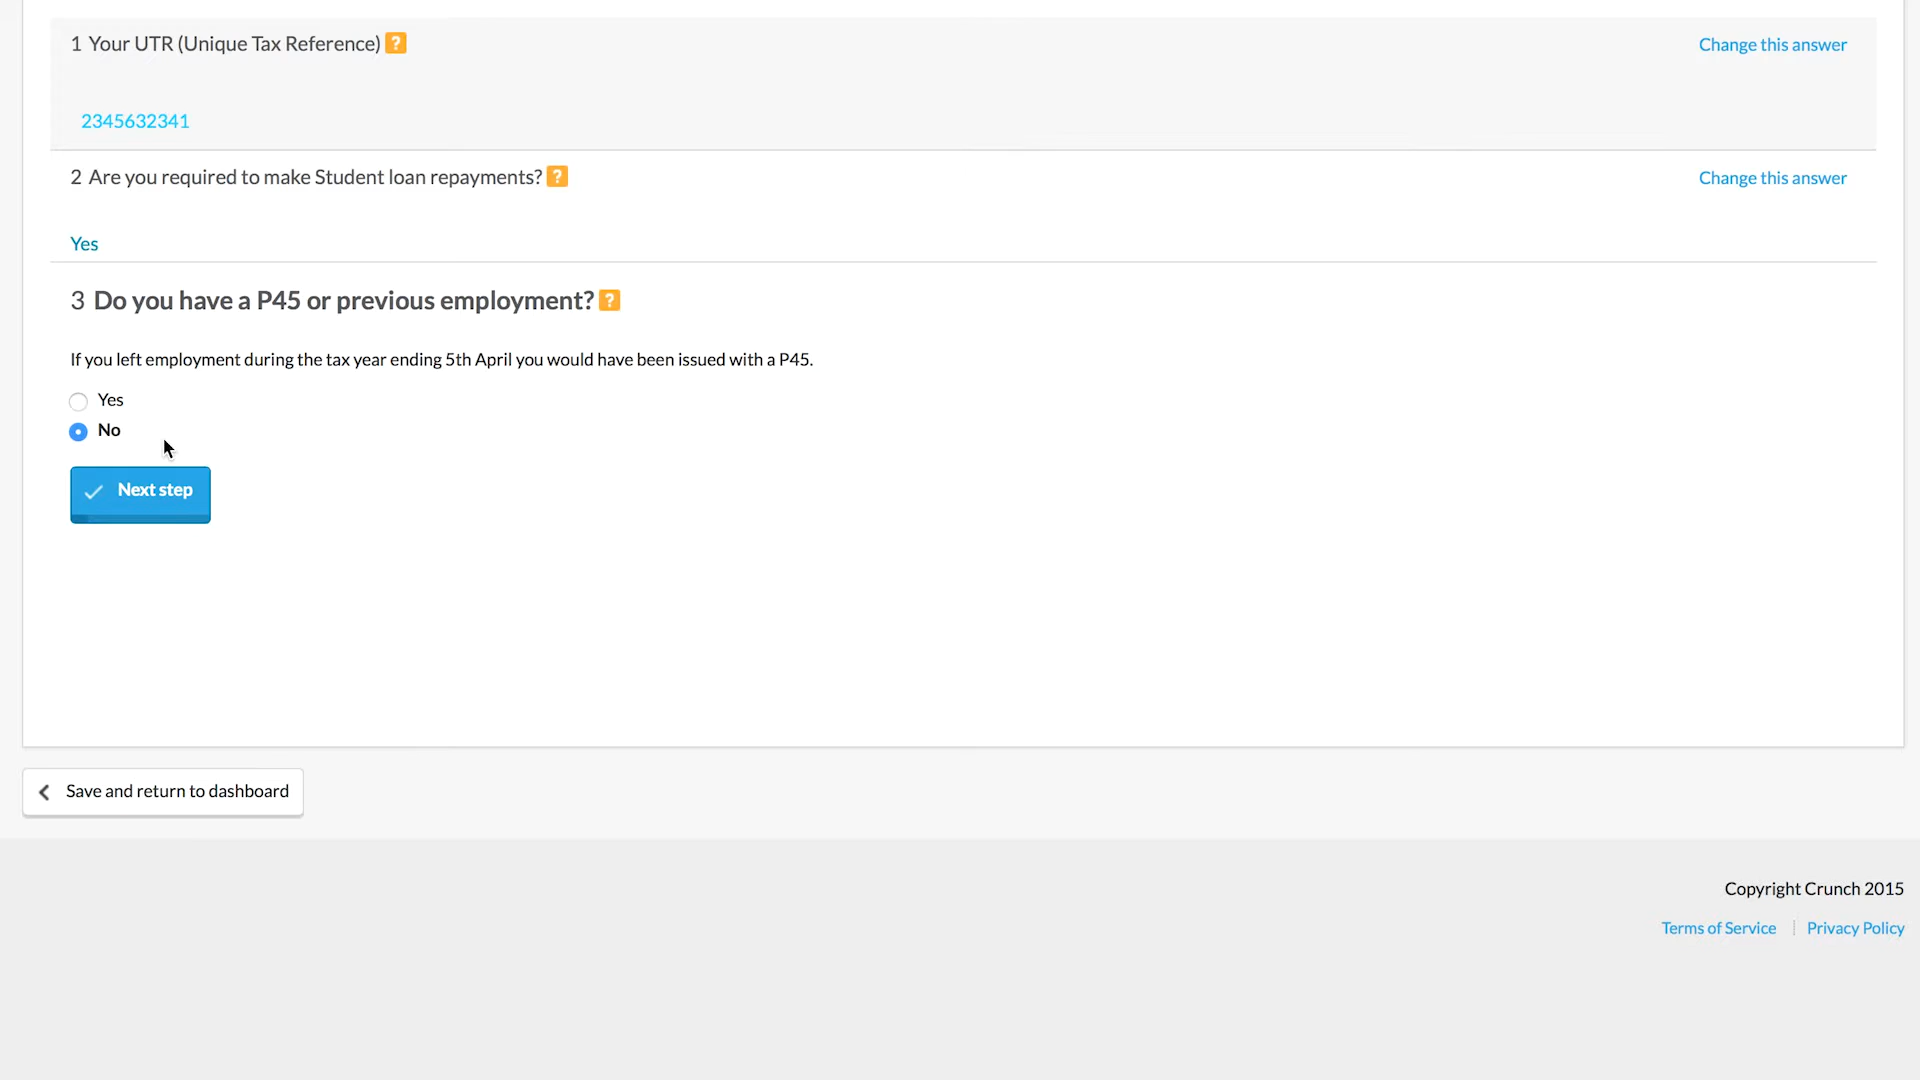 1 Your UTR (Unique Tax Reference) ?
Change this answer
2345632341
2 Are you required to make Student loan repayments? ?
Change this answer
Yes
3 Do you have a P45 or previous employment? ?
If you left employment during the tax year ending 5th April you would have been issued with a P45.
Yes
No
Next step
Save and return to dashboard
Copyright Crunch 2015
Terms of Service | Privacy Policy